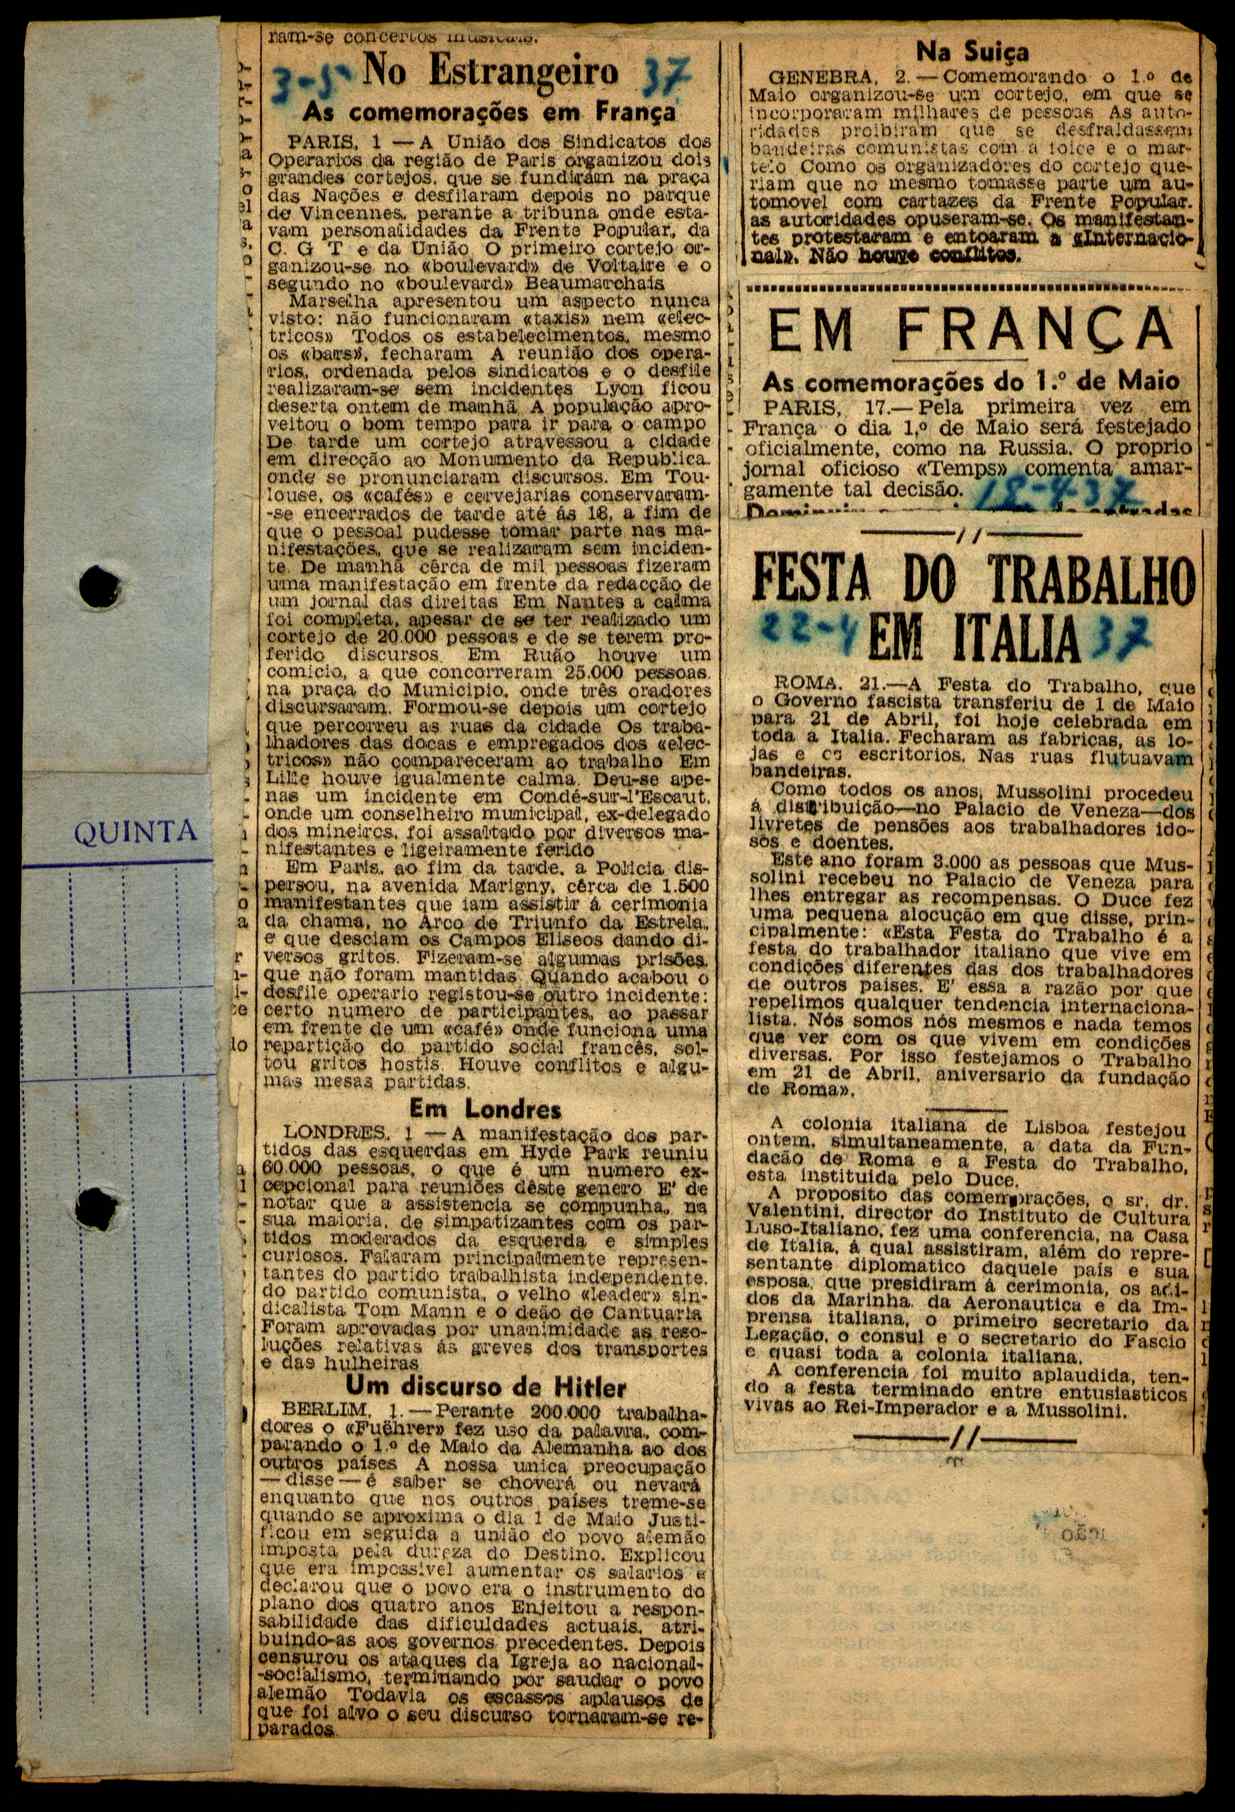 ram-se concertos musicais.
No Estrangeiro
3-5 37
As comemorações em França
PARIS, 1 — A União dos Sindicatos dos
Operarios da região de Paris organizou dois
grandes cortejos, que se fundiram na praça
das Nações e desfilaram depois no parque
de Vincennes, perante a tribuna onde esta-
vam personalidades da Frente Popular, da
C. G T e da União O primeiro cortejo or-
ganizou-se no «boulevard» de Voltaire e o
segundo no «boulevard» Beaumarchais
Marselha apresentou um aspecto nunca
visto: não funcionaram «taxis» nem «elec-
tricos» Todos os estabelecimentos, mesmo
os «bars», fecharam A reunião dos opera-
rios, ordenada pelos sindicatos e o desfile
realizaram-se sem incidentes Lyon ficou
deserta ontem de manhã A população apro-
veitou o bom tempo para ir para o campo
De tarde um cortejo atravessou a cidade
em direcção ao Monumento da Republica.
onde se pronunciaram discursos. Em Tou-
louse, os «cafés» e cervejarias conservaram-
-se encerrados de tarde até ás 18, a fim de
que o pessoal pudesse tomar parte nas ma-
nifestações, que se realizaram sem inciden-
te. De manhã cêrca de mil pessoas fizeram
uma manifestação em frente da redacção de
um jornal das direitas Em Nantes a calma
foi completa, apesar de se ter realizado um
cortejo de 20.000 pessoas e de se terem pro-
ferido discursos. Em Ruão houve um
comicio, a que concorreram 25.000 pessoas.
na praça do Municipio, onde três oradores
discursaram. Formou-se depois um cortejo
que percorreu as ruas da cidade Os traba-
lhadores das docas e empregados dos «elec-
tricos» não compareceram ao trabalho Em
Lille houve igualmente calma. Deu-se ape-
nas um incidente em Condé-sur-l'Escaut,
onde um conselheiro municipal, ex-delegado
dos mineiros, foi assaltado por diversos ma-
nifestantes e ligeiramente ferido
Em Paris, ao fim da tarde, a Policia dis-
persou, na avenida Marigny, cêrca de 1.500
manifestantes que iam assistir á cerimonia
da chama, no Arco de Triunfo da Estrela,
e que desciam os Campos Eliseos dando di-
versos gritos. Fizeram-se algumas prisões,
que não foram mantidas Quando acabou o
desfile operario registou-se outro incidente:
certo numero de participantes, ao passar
em frente de um «café» onde funciona uma
repartição do partido social francês, sol-
tou gritos hostis. Houve conflitos e algu-
mas mesas partidas.
Em Londres
LONDRES, 1 — A manifestação dos par-
tidos das esquerdas em Hyde Park reuniu
60 000 pessoas, o que é um numero ex-
cepcional para reuniões dêste genero E' de
notar que a assistencia se compunha, na
sua maioria, de simpatizantes com os par-
tidos moderados da esquerda e simples
curiosos. Falaram principalmente represen-
tantes do partido trabalhista independente,
do partido comunista, o velho «leader» sin-
dicalista Tom Mann e o deão de Cantuaria
Foram aprovadas por unanimidade as reso-
luções relativas ás greves dos transportes
e das hulheiras
Um discurso de Hitler
BERLIM, 1. — Perante 200.000 trabalha-
dores o «Fuëhrer» fez uso da palavra, com-
parando o 1.º de Maio da Alemanha ao dos
outros países A nossa unica preocupação
— disse — é saber se choverá ou nevará
enquanto que nos outros países treme-se
quando se aproxima o dia 1 de Maio Justi-
ficou em seguida a união do povo alemão
imposta pela dureza do Destino. Explicou
que era impossivel aumentar os salarios e
declarou que o povo era o instrumento do
plano dos quatro anos Enjeitou a respon-
sabilidade das dificuldades actuais, atri-
buindo-as aos governos precedentes. Depois
censurou os ataques da Igreja ao nacional-
-socialismo, terminando por saudar o povo
alemão Todavia os escassos aplausos de
que foi alvo o seu discurso tornaram-se re-
parados
Na Suiça
GENEBRA, 2. — Comemorando o 1.º de
Maio organizou-se um cortejo, em que se
incorporaram milhares de pessoas As auto-
ridades proibiram que se desfraldassem
bandeiras comunistas com a foice e o mar-
telo Como os organizadores do cortejo que-
riam que no mesmo tomasse parte um au-
tomovel com cartazes da Frente Popular.
as autoridades opuseram-se. Os manifestan-
tes protestaram e entoaram a «Internacio-
nal». Não houve conflitos.
EM FRANÇA
As comemorações do 1.º de Maio
PARIS, 17.—Pela primeira vez em
França o dia 1.º de Maio será festejado
oficialmente, como na Russia. O proprio
jornal oficioso «Temps» comenta amar-
gamente tal decisão.
18-4-37
FESTA DO TRABALHO
EM ITALIA
22-4 37
ROMA, 21.—A Festa do Trabalho, que
o Governo fascista transferiu de 1 de Maio
para 21 de Abril, foi hoje celebrada em
toda a Italia. Fecharam as fabricas, as lo-
jas e os escritorios. Nas ruas flutuavam
bandeiras.
Como todos os anos, Mussolini procedeu
á distribuição—no Palacio de Veneza—dos
livretes de pensões aos trabalhadores ido-
sos e doentes.
Este ano foram 3.000 as pessoas que Mus-
solini recebeu no Palacio de Veneza para
lhes entregar as recompensas. O Duce fez
uma pequena alocução em que disse, prin-
cipalmente: «Esta Festa do Trabalho é a
festa do trabalhador italiano que vive em
condições diferentes das dos trabalhadores
de outros países. E' essa a razão por que
repelimos qualquer tendencia internaciona-
lista. Nós somos nós mesmos e nada temos
que ver com os que vivem em condições
diversas. Por isso festejamos o Trabalho
em 21 de Abril, aniversario da fundação
de Roma».
A colonia italiana de Lisboa festejou
ontem, simultaneamente, a data da Fun-
dação de Roma e a Festa do Trabalho,
esta instituida pelo Duce.
A proposito das comemorações, o sr. dr.
Valentini, director do Instituto de Cultura
Luso-Italiano, fez uma conferencia, na Casa
de Italia, á qual assistiram, além do repre-
sentante diplomatico daquele país e sua
esposa, que presidiram á cerimonia, os adi-
dos da Marinha, da Aeronautica e da Im-
prensa italiana, o primeiro secretario da
Legação, o consul e o secretario do Fascio
e quasi toda a colonia italiana.
A conferencia foi muito aplaudida, ten-
do a festa terminado entre entusiasticos
vivas ao Rei-Imperador e a Mussolini.
QUINTA